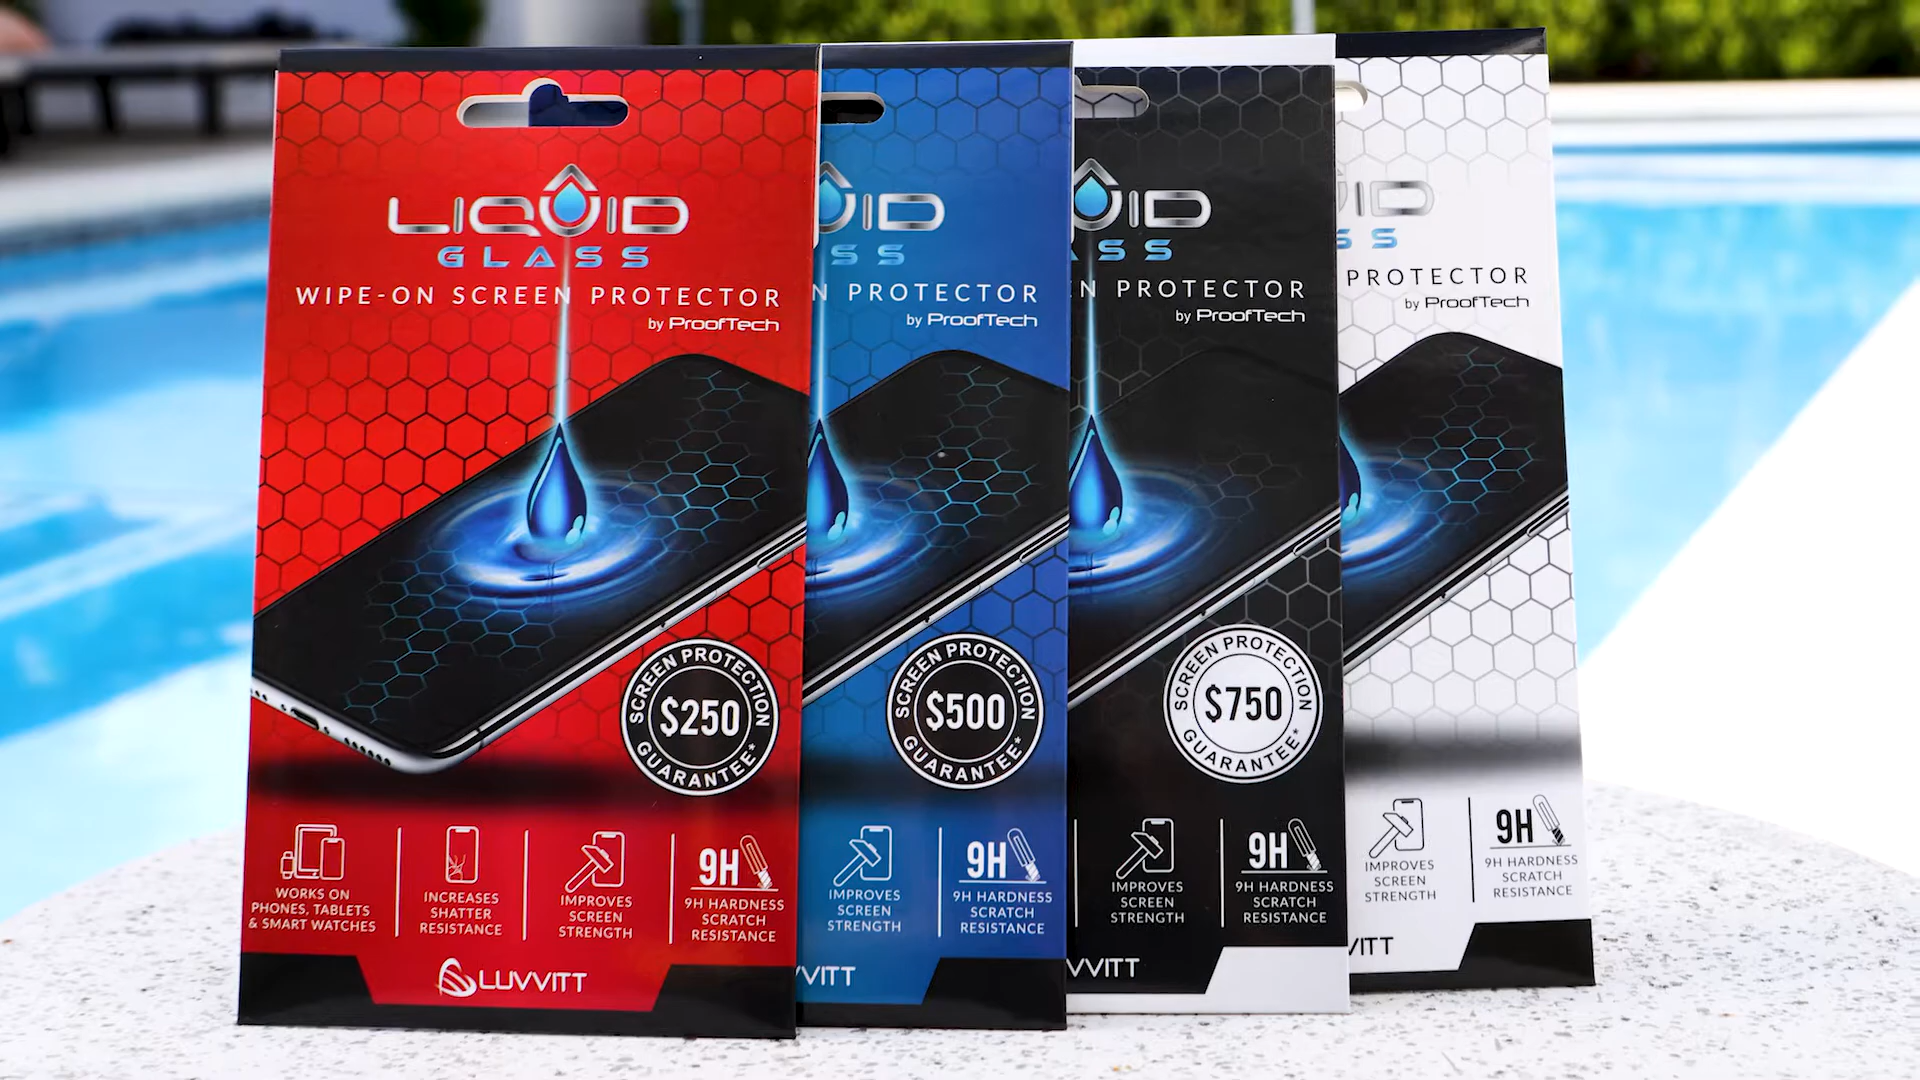 LIQUID
GLASS
WIPE-ON SCREEN PROTECTOR
by ProofTech
SCREEN PROTECTION
$250
GUARANTEE*
WORKS ON
PHONES, TABLETS
& SMART WATCHES
INCREASES
SHATTER
RESISTANCE
IMPROVES
SCREEN
STRENGTH
9H
9H HARDNESS
SCRATCH
RESISTANCE
LUVVITT
UID
SS
N PROTECTOR
by ProofTech
SCREEN PROTECTION
$500
GUARANTEE*
IMPROVES
SCREEN
STRENGTH
9H
9H HARDNESS
SCRATCH
RESISTANCE
VVITT
UID
ASS
EN PROTECTOR
by ProofTech
SCREEN PROTECTION
$750
GUARANTEE*
IMPROVES
SCREEN
STRENGTH
9H
9H HARDNESS
SCRATCH
RESISTANCE
VVITT
ID
SS
PROTECTOR
by ProofTech
IMPROVES
SCREEN
STRENGTH
9H
9H HARDNESS
SCRATCH
RESISTANCE
VITT